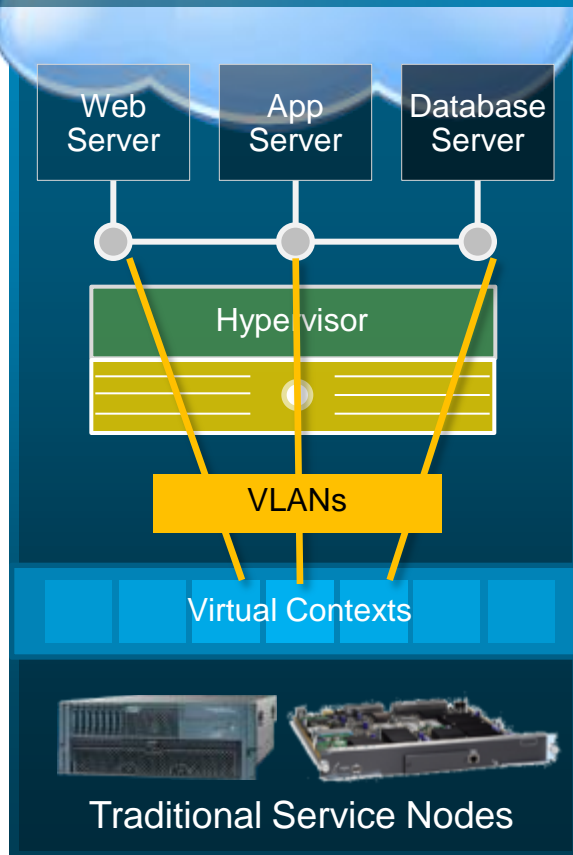 Web
Server
App
Server
Database
Server
Hypervisor
VLANs
Virtual Contexts
Traditional Service Nodes